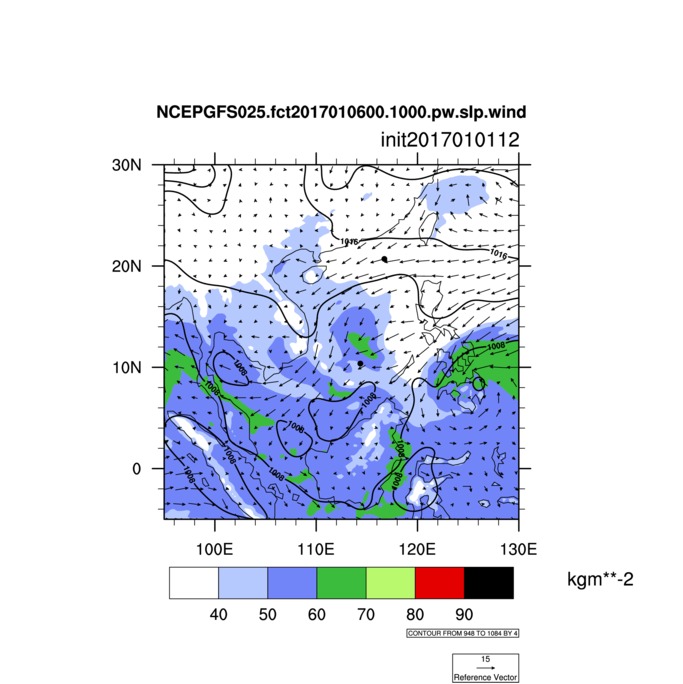 NCEPGFS025.fct2017010600.1000.pw.slp.wind
init2017010112
30N
1016
1016
20N
1008
1008
10N
1008
1008
1008
1008
1008
1008
0
1008
1008
100E 110E 120E 130E
kgm**-2
40 50 60 70 80 90
CONTOUR FROM 948 TO 1084 BY 4
15
Reference Vector